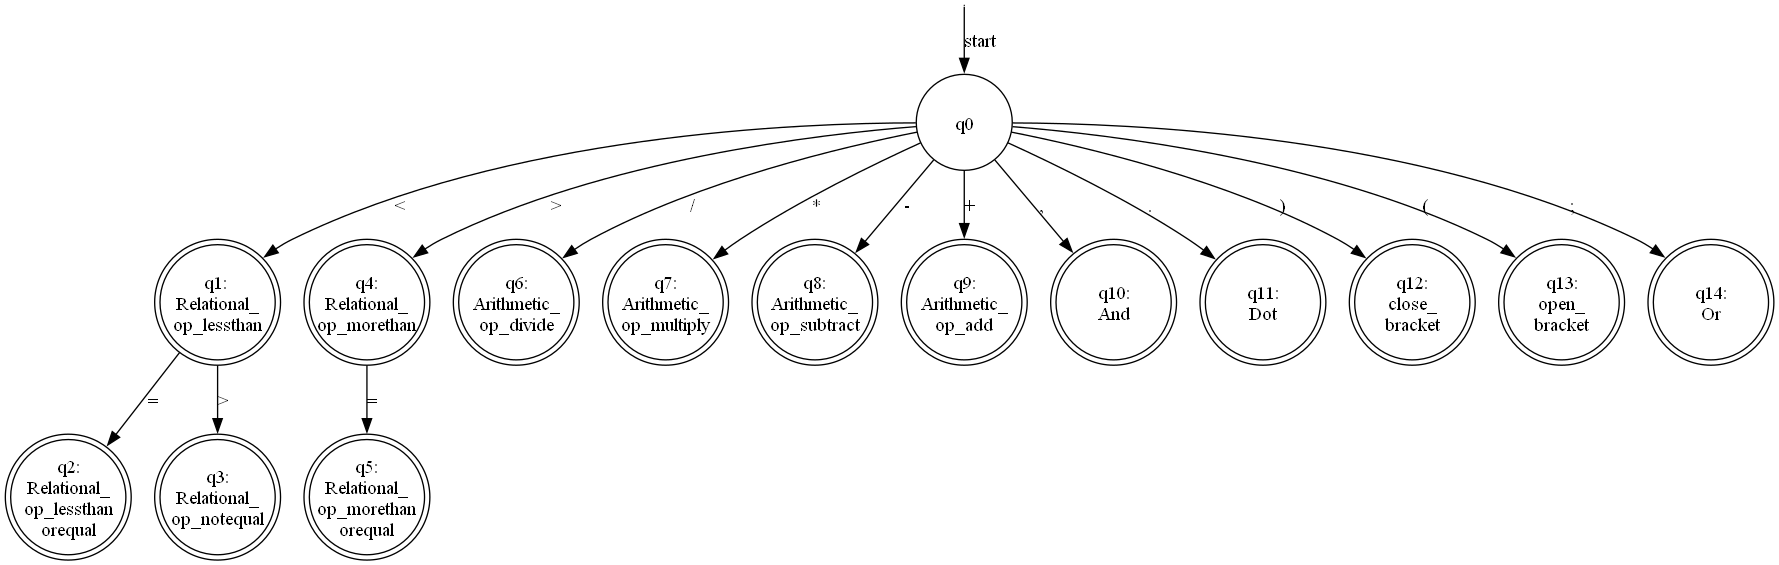 start
q0
<
>
/
*
-
+
,
.
)
(
;
q1:
Relational_
op_lessthan
q4:
Relational_
op_morethan
q6:
Arithmetic_
op_divide
q7:
Arithmetic_
op_multiply
q8:
Arithmetic_
op_subtract
q9:
Arithmetic_
op_add
q10:
And
q11:
Dot
q12:
close_
bracket
q13:
open_
bracket
q14:
Or
=
>
=
q2:
Relational_
op_lessthan
orequal
q3:
Relational_
op_notequal
q5:
Relational_
op_morethan
orequal